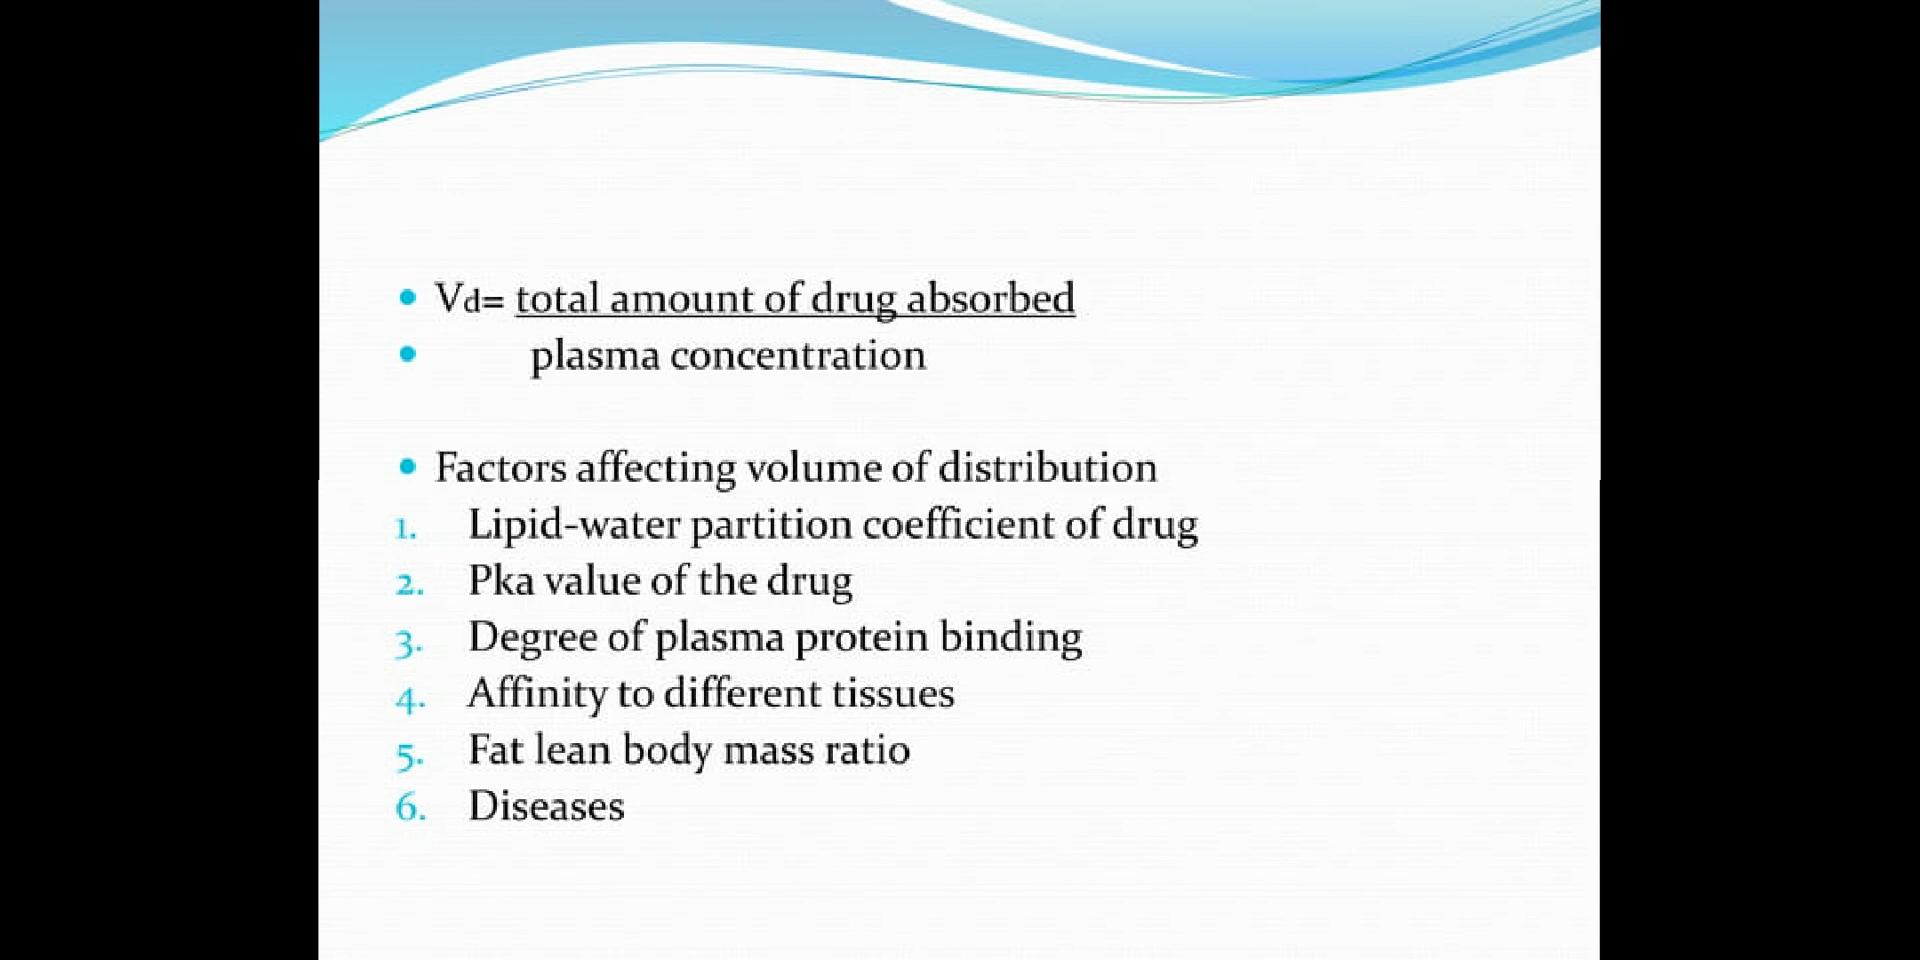 • Vd= total amount of drug absorbed
• plasma concentration
• Factors affecting volume of distribution
1. Lipid-water partition coefficient of drug
2. Pka value of the drug
3. Degree of plasma protein binding
4. Affinity to different tissues
5. Fat lean body mass ratio
6. Diseases